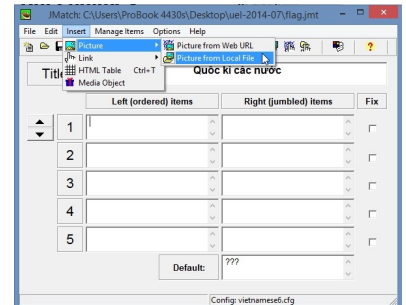 JMatch: C:\Users\ProBook 4430s\Desktop\uel-2014-07\flag.jmt
File Edit Insert Manage Items Options Help
Picture
Picture from Web URL
Link
Picture from Local File
HTML Table Ctrl+T
Media Object
Quốc kì các nước
Left (ordered) items Right (jumbled) items Fix
1
2
3
4
5
Default: ???
Config: vietnamese6.cfg